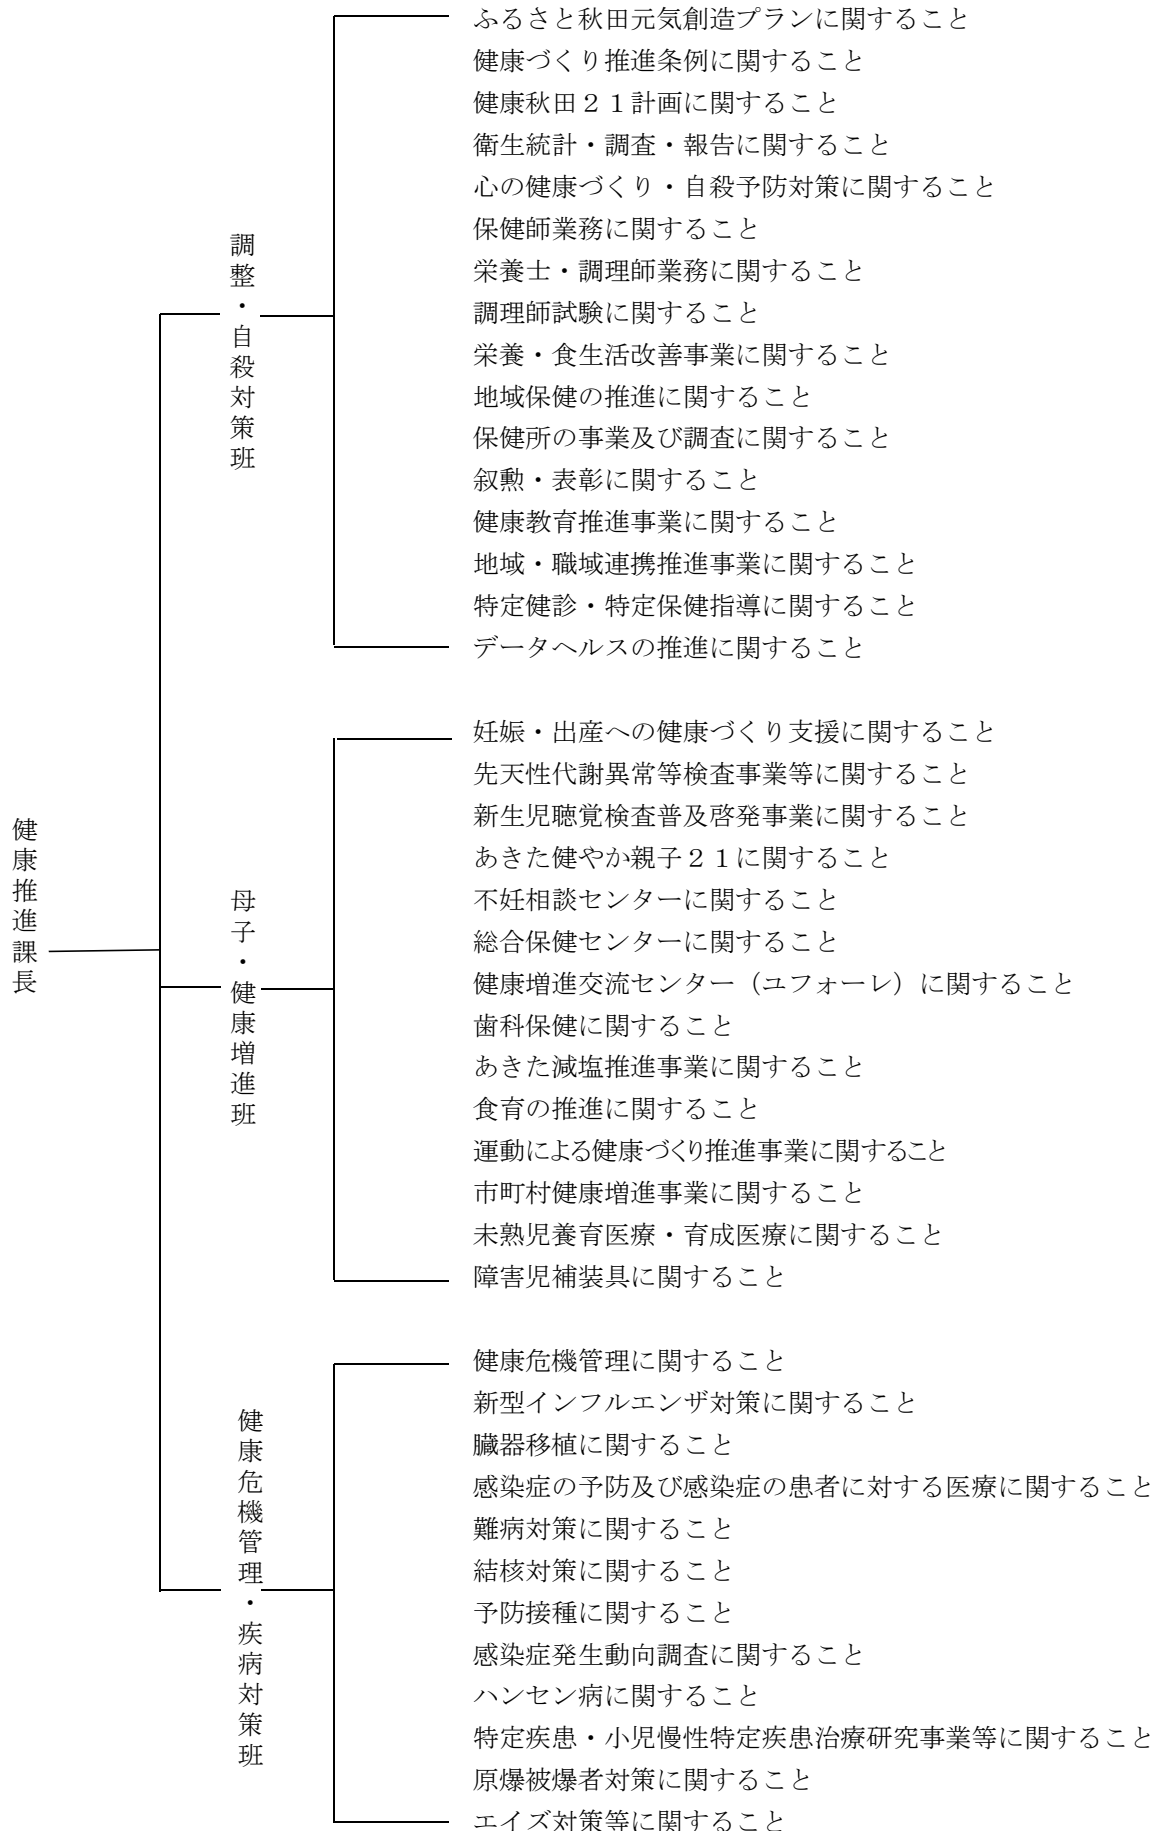 健康推進課長
調整・自殺対策班
ふるさと秋田元気創造プランに関すること
健康づくり推進条例に関すること
健康秋田２１計画に関すること
衛生統計・調査・報告に関すること
心の健康づくり・自殺予防対策に関すること
保健師業務に関すること
栄養士・調理師業務に関すること
調理師試験に関すること
栄養・食生活改善事業に関すること
地域保健の推進に関すること
保健所の事業及び調査に関すること
叙勲・表彰に関すること
健康教育推進事業に関すること
地域・職域連携推進事業に関すること
特定健診・特定保健指導に関すること
データヘルスの推進に関すること
母子・健康増進班
妊娠・出産への健康づくり支援に関すること
先天性代謝異常等検査事業等に関すること
新生児聴覚検査普及啓発事業に関すること
あきた健やか親子２１に関すること
不妊相談センターに関すること
総合保健センターに関すること
健康増進交流センター（ユフォーレ）に関すること
歯科保健に関すること
あきた減塩推進事業に関すること
食育の推進に関すること
運動による健康づくり推進事業に関すること
市町村健康増進事業に関すること
未熟児養育医療・育成医療に関すること
障害児補装具に関すること
健康危機管理・疾病対策班
健康危機管理に関すること
新型インフルエンザ対策に関すること
臓器移植に関すること
感染症の予防及び感染症の患者に対する医療に関すること
難病対策に関すること
結核対策に関すること
予防接種に関すること
感染症発生動向調査に関すること
ハンセン病に関すること
特定疾患・小児慢性特定疾患治療研究事業等に関すること
原爆被爆者対策に関すること
エイズ対策等に関すること